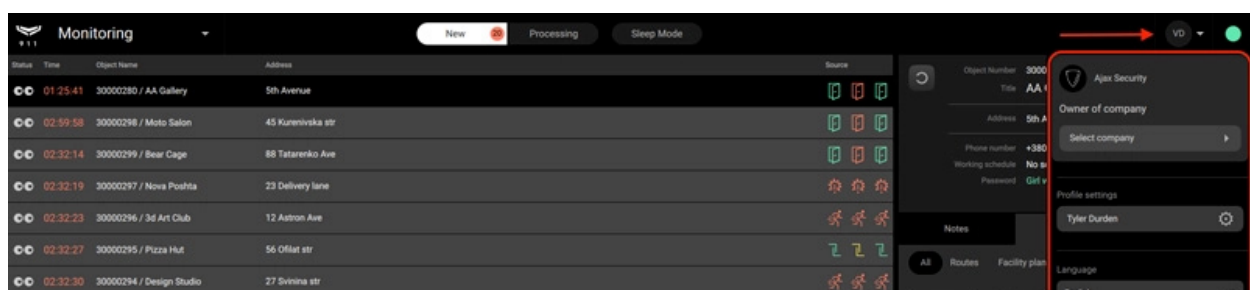 911
Monitoring
New 20 Processing Sleep Mode
VD
Status Time Object Name Address Source
01:25:41 30000280 / AA Gallery 5th Avenue
02:59:58 30000298 / Moto Salon 45 Kurenivska str
02:32:14 30000299 / Bear Cage 88 Tatarenko Ave
02:32:19 30000297 / Nova Poshta 23 Delivery lane
02:32:23 30000296 / 3d Art Club 12 Astron Ave
02:32:27 30000295 / Pizza Hut 56 Ofilat str
02:32:30 30000294 / Design Studio 27 Svinina str
Object Number 3000
Title AA
Address 5th A
Phone number +380
Working schedule No s
Password Girl
Notes
All Routes Facility plan
Ajax Security
Owner of company
Select company
Profile settings
Tyler Durden
Language